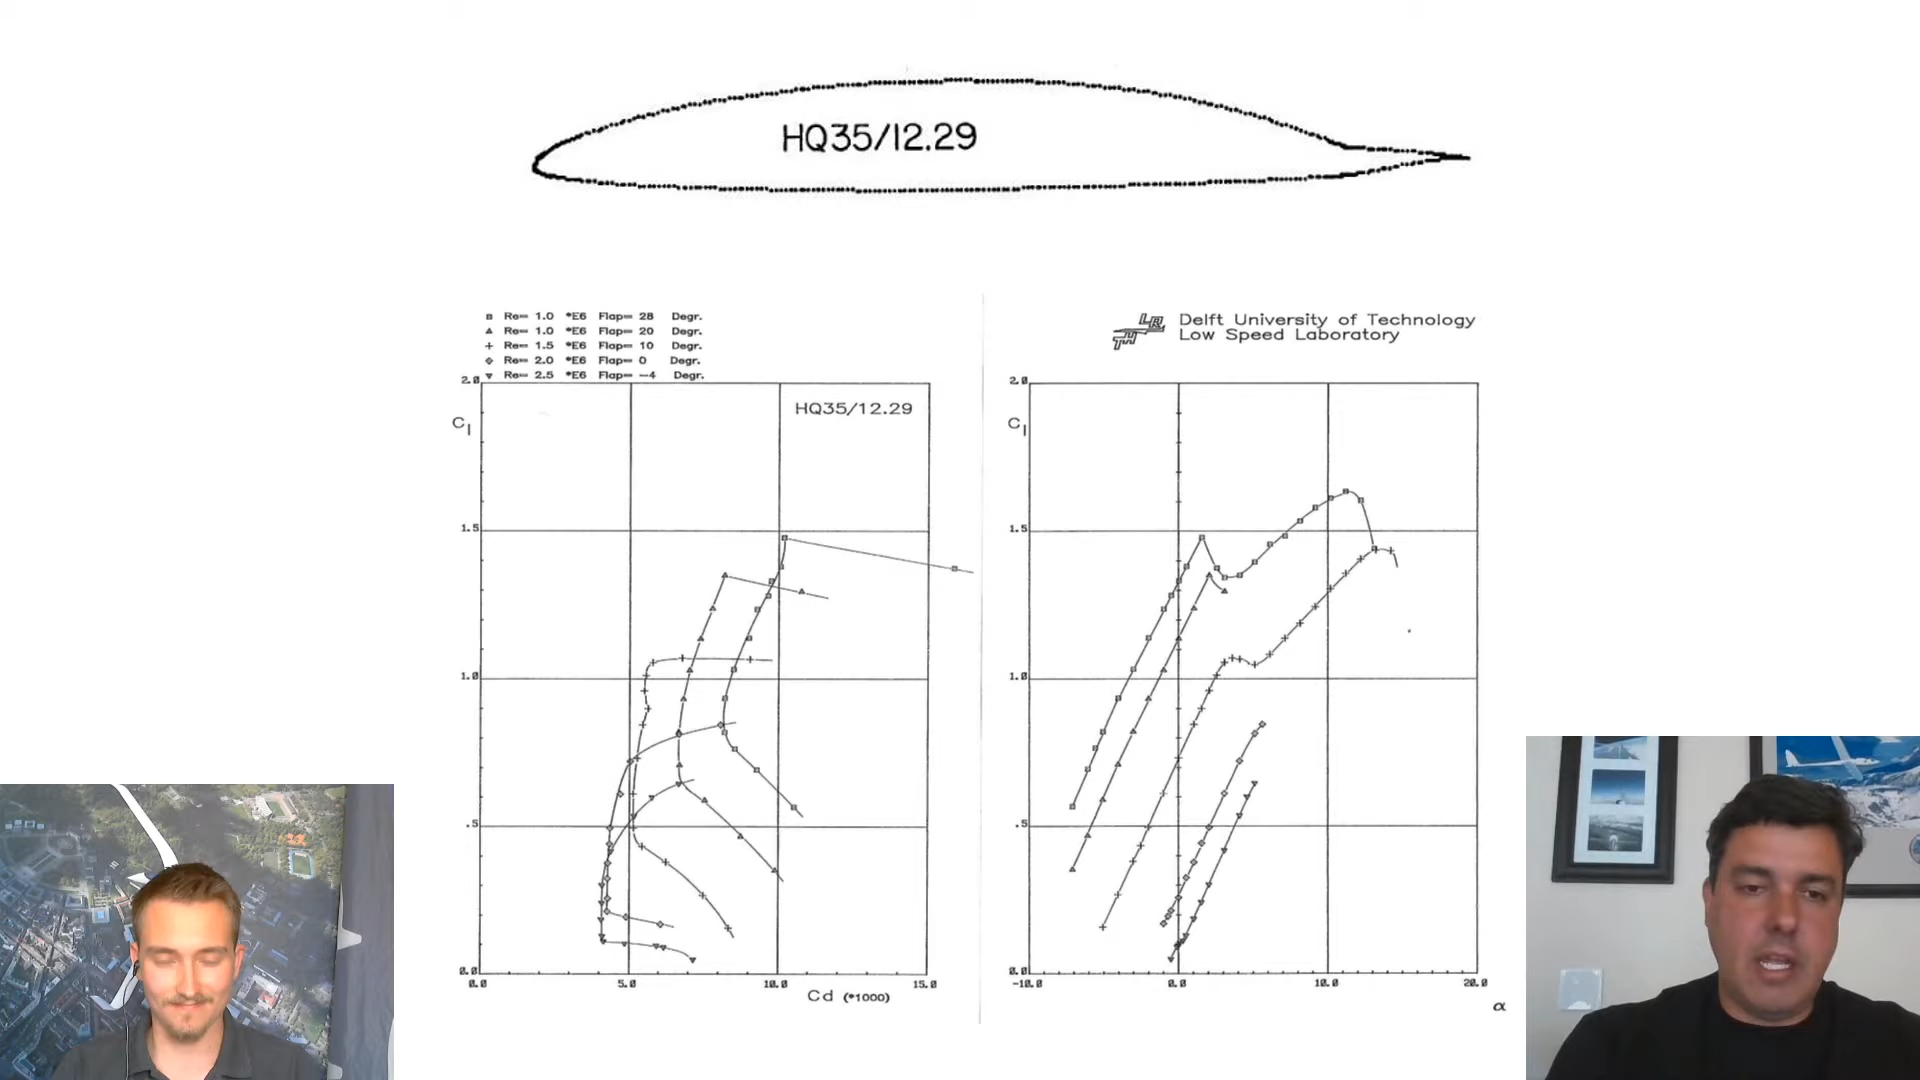 HQ35/12.29
Re= 1.0 *E6 Flap= 28 Degr.
Re= 1.0 *E6 Flap= 20 Degr.
Re= 1.5 *E6 Flap= 10 Degr.
Re= 2.0 *E6 Flap= 0 Degr.
Re= 2.5 *E6 Flap= -4 Degr.
Delft University of Technology
Low Speed Laboratory
2.0
Cl
HQ35/12.29
1.5
1.0
.5
0.0
0.0 5.0 10.0 15.0
Cd (*1000)
2.0
Cl
1.5
1.0
.5
0.0
-10.0 0.0 10.0 20.0
α